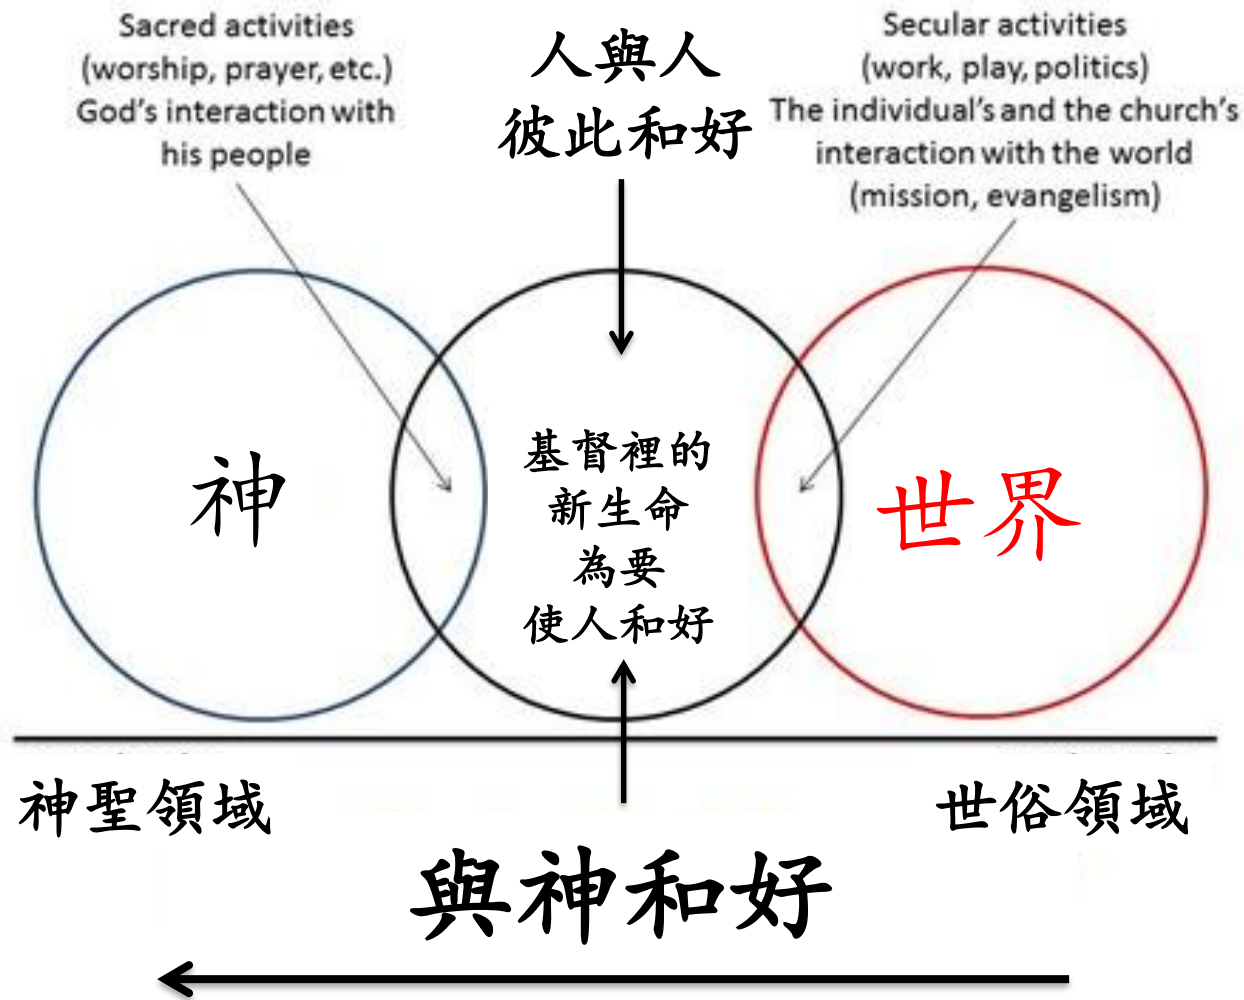 Sacred activities
(worship, prayer, etc.)
God's interaction with
his people
人與人
彼此和好
Secular activities
(work, play, politics)
The individual's and the church's
interaction with the world
(mission, evangelism)
神
基督裡的
新生命
為要
使人和好
世界
神聖領域
世俗領域
與神和好